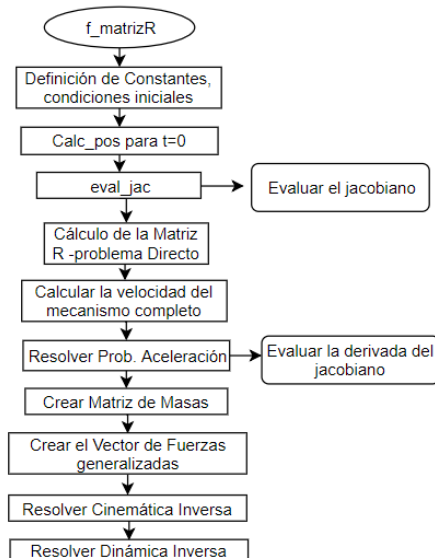 f_matrizR
Definición de Constantes,
condiciones iniciales
Calc_pos para t=0
eval_jac
Evaluar el jacobiano
Cálculo de la Matriz
R -problema Directo
Calcular la velocidad del
mecanismo completo
Resolver Prob. Aceleración
Evaluar la derivada del
jacobiano
Crear Matriz de Masas
Crear el Vector de Fuerzas
generalizadas
Resolver Cinemática Inversa
Resolver Dinámica Inversa